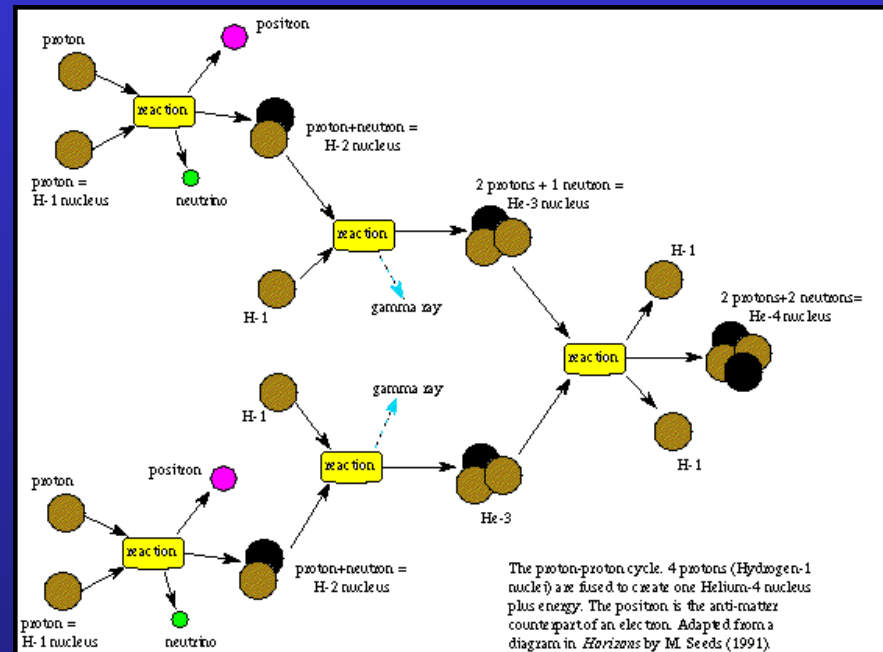 proton
positron
reaction
proton =
H-1 nucleus
neutrino
proton+neutron =
H-2 nucleus
reaction
H-1
gamma ray
2 protons + 1 neutron =
He-3 nucleus
H-1
2 protons+2 neutrons=
He-4 nucleus
reaction
H-1
gamma ray
H-1
reaction
He-3
proton
positron
reaction
proton+neutron =
H-2 nucleus
proton =
H-1 nucleus
neutrino
The proton-proton cycle. 4 protons (Hydrogen-1
nuclei) are fused to create one Helium-4 nucleus
plus energy. The positron is the anti-matter
counterpart of an electron. Adapted from a
diagram in Horizons by M. Seeds (1991).